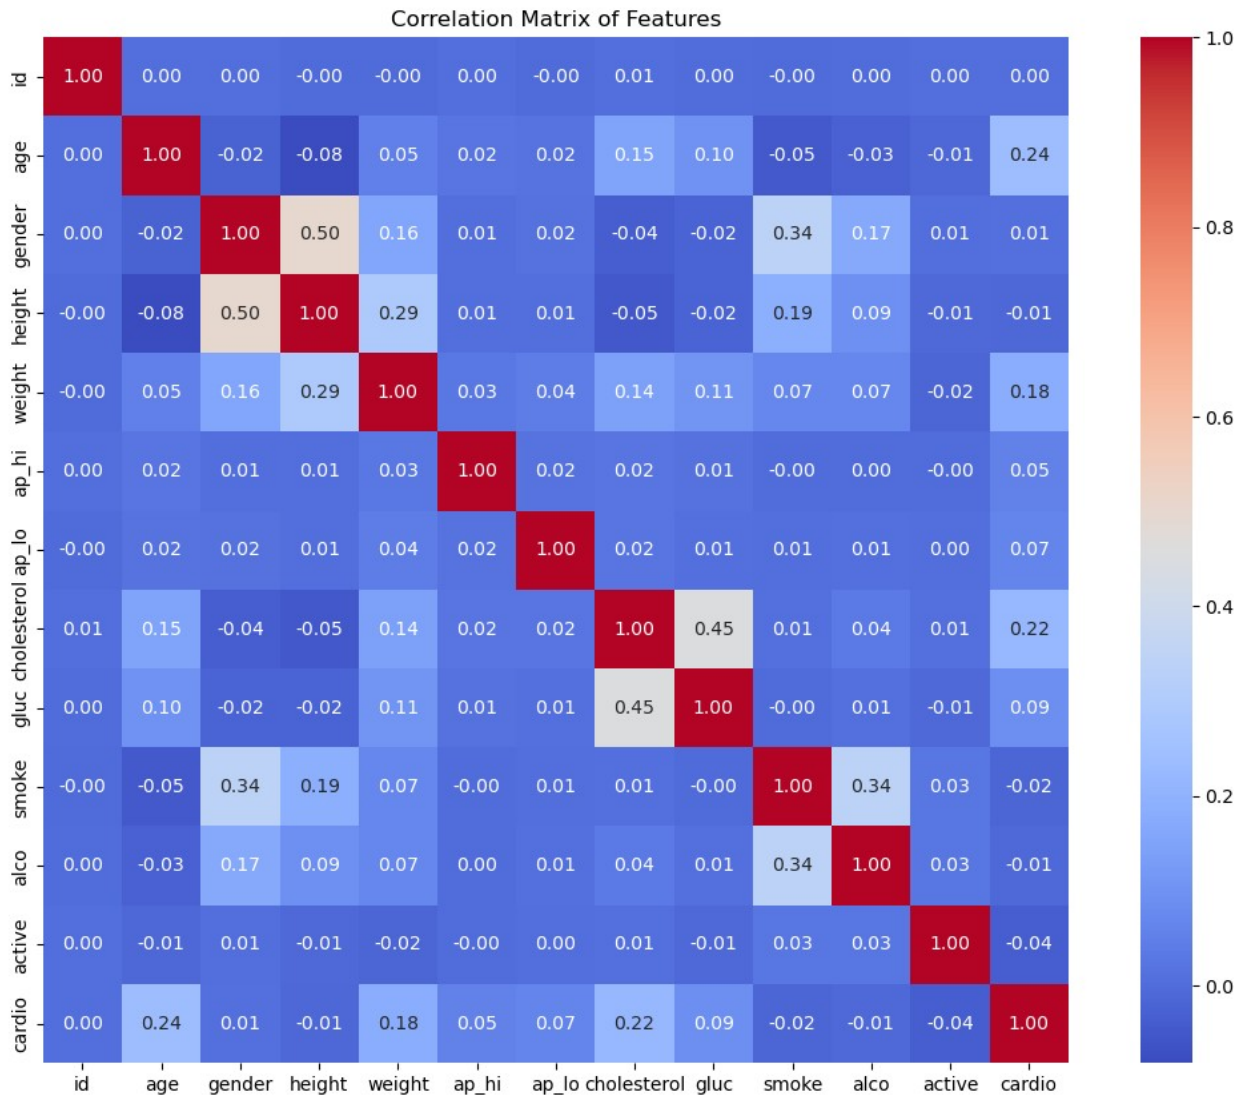 Correlation Matrix of Features
id 1.00 0.00 0.00 -0.00 -0.00 0.00 -0.00 0.01 0.00 -0.00 0.00 0.00 0.00
age 0.00 1.00 -0.02 -0.08 0.05 0.02 0.02 0.15 0.10 -0.05 -0.03 -0.01 0.24
gender 0.00 -0.02 1.00 0.50 0.16 0.01 0.02 -0.04 -0.02 0.34 0.17 0.01 0.01
height -0.00 -0.08 0.50 1.00 0.29 0.01 0.01 -0.05 -0.02 0.19 0.09 -0.01 -0.01
weight -0.00 0.05 0.16 0.29 1.00 0.03 0.04 0.14 0.11 0.07 0.07 -0.02 0.18
ap_hi 0.00 0.02 0.01 0.01 0.03 1.00 0.02 0.02 0.01 -0.00 0.00 -0.00 0.05
ap_lo -0.00 0.02 0.02 0.01 0.04 0.02 1.00 0.02 0.01 0.01 0.01 0.00 0.07
cholesterol 0.01 0.15 -0.04 -0.05 0.14 0.02 0.02 1.00 0.45 0.01 0.04 0.01 0.22
gluc 0.00 0.10 -0.02 -0.02 0.11 0.01 0.01 0.45 1.00 -0.00 0.01 -0.01 0.09
smoke -0.00 -0.05 0.34 0.19 0.07 -0.00 0.01 0.01 -0.00 1.00 0.34 0.03 -0.02
alco 0.00 -0.03 0.17 0.09 0.07 0.00 0.01 0.04 0.01 0.34 1.00 0.03 -0.01
active 0.00 -0.01 0.01 -0.01 -0.02 -0.00 0.00 0.01 -0.01 0.03 0.03 1.00 -0.04
cardio 0.00 0.24 0.01 -0.01 0.18 0.05 0.07 0.22 0.09 -0.02 -0.01 -0.04 1.00
id age gender height weight ap_hi ap_lo cholesterol gluc smoke alco active cardio
1.0
0.8
0.6
0.4
0.2
0.0